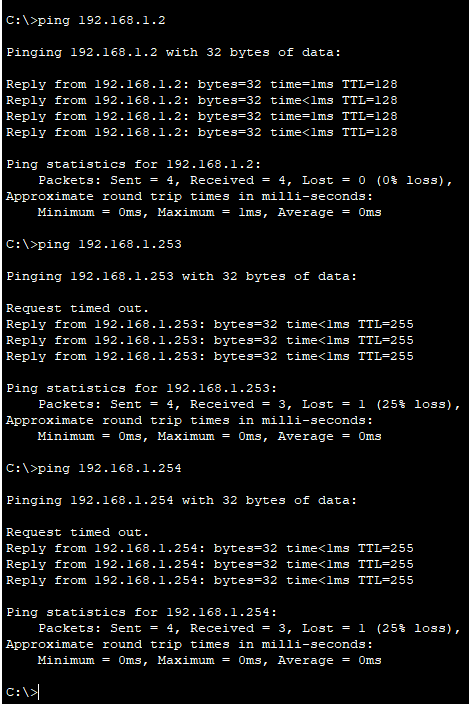 C:\>ping 192.168.1.2
Pinging 192.168.1.2 with 32 bytes of data:
Reply from 192.168.1.2: bytes=32 time=1ms TTL=128
Reply from 192.168.1.2: bytes=32 time<1ms TTL=128
Reply from 192.168.1.2: bytes=32 time=1ms TTL=128
Reply from 192.168.1.2: bytes=32 time<1ms TTL=128
Ping statistics for 192.168.1.2:
    Packets: Sent = 4, Received = 4, Lost = 0 (0% loss),
Approximate round trip times in milli-seconds:
    Minimum = 0ms, Maximum = 1ms, Average = 0ms
C:\>ping 192.168.1.253
Pinging 192.168.1.253 with 32 bytes of data:
Request timed out.
Reply from 192.168.1.253: bytes=32 time<1ms TTL=255
Reply from 192.168.1.253: bytes=32 time<1ms TTL=255
Reply from 192.168.1.253: bytes=32 time<1ms TTL=255
Ping statistics for 192.168.1.253:
    Packets: Sent = 4, Received = 3, Lost = 1 (25% loss),
Approximate round trip times in milli-seconds:
    Minimum = 0ms, Maximum = 0ms, Average = 0ms
C:\>ping 192.168.1.254
Pinging 192.168.1.254 with 32 bytes of data:
Request timed out.
Reply from 192.168.1.254: bytes=32 time<1ms TTL=255
Reply from 192.168.1.254: bytes=32 time<1ms TTL=255
Reply from 192.168.1.254: bytes=32 time<1ms TTL=255
Ping statistics for 192.168.1.254:
    Packets: Sent = 4, Received = 3, Lost = 1 (25% loss),
Approximate round trip times in milli-seconds:
    Minimum = 0ms, Maximum = 0ms, Average = 0ms
C:\>